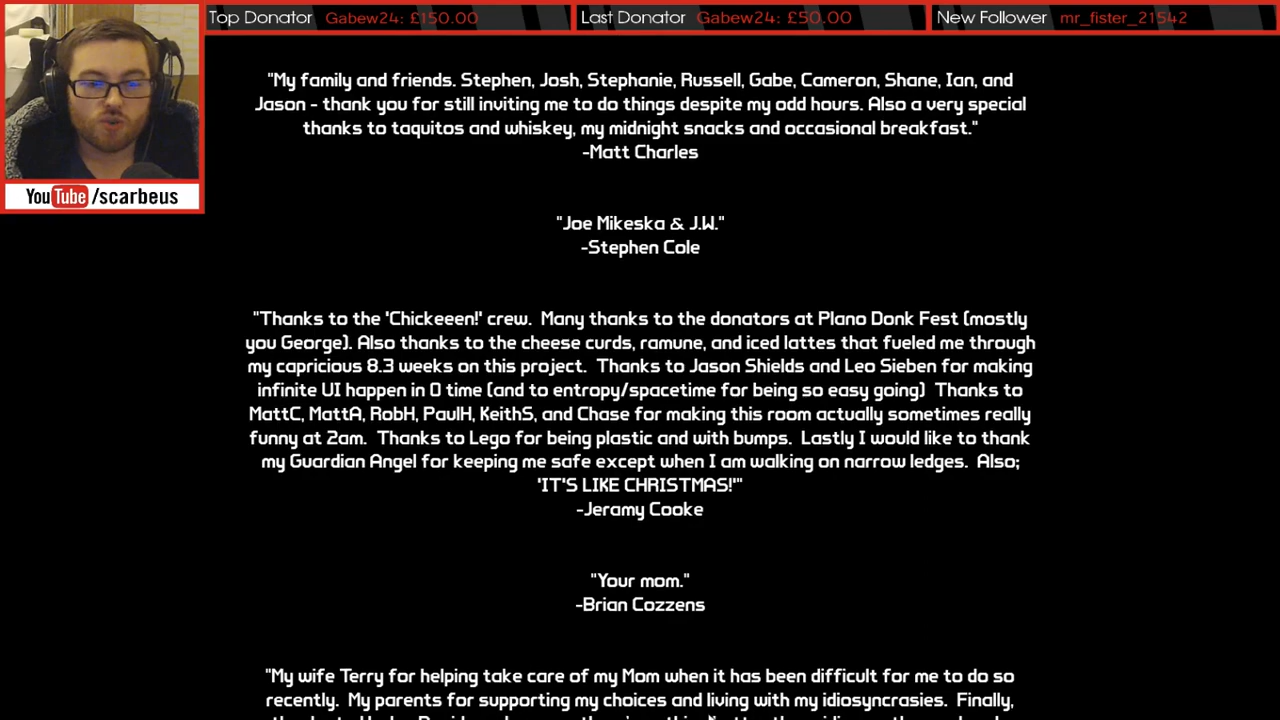 Top Donator Gabew24: £150.00 Last Donator Gabew24: £50.00 New Follower mr_fister_21542
YouTube /scarbeus
"My family and friends. Stephen, Josh, Stephanie, Russell, Gabe, Cameron, Shane, Ian, and
Jason - thank you for still inviting me to do things despite my odd hours. Also a very special
thanks to taquitos and whiskey, my midnight snacks and occasional breakfast."
-Matt Charles
"Joe Mikeska & J.W."
-Stephen Cole
"Thanks to the 'Chickeeen!' crew. Many thanks to the donators at Plano Donk Fest (mostly
you George). Also thanks to the cheese curds, ramune, and iced lattes that fueled me through
my capricious 8.3 weeks on this project. Thanks to Jason Shields and Leo Sieben for making
infinite UI happen in 0 time (and to entropy/spacetime for being so easy going) Thanks to
MattC, MattA, RobH, PaulH, KeithS, and Chase for making this room actually sometimes really
funny at 2am. Thanks to Lego for being plastic and with bumps. Lastly I would like to thank
my Guardian Angel for keeping me safe except when I am walking on narrow ledges. Also;
'IT'S LIKE CHRISTMAS!'"
-Jeramy Cooke
"Your mom."
-Brian Cozzens
"My wife Terry for helping take care of my Mom when it has been difficult for me to do so
recently. My parents for supporting my choices and living with my idiosyncrasies. Finally,